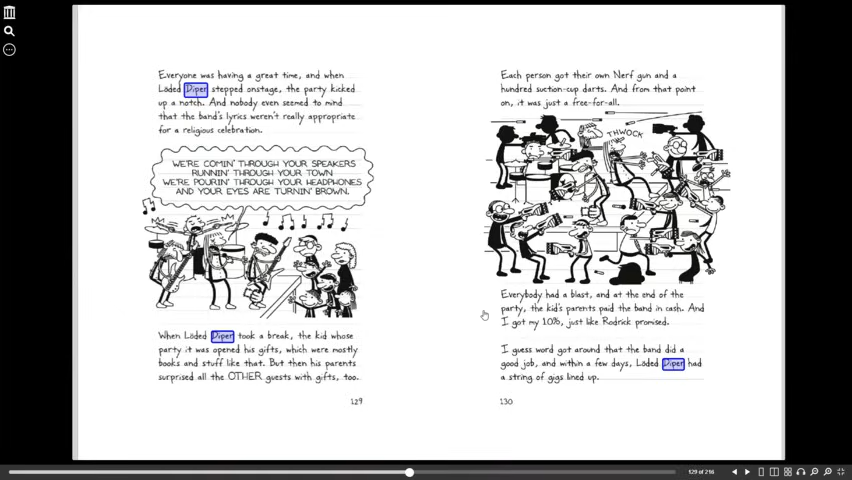 Everyone was having a great time, and when
Löded Diper stepped onstage, the party kicked
up a notch. And nobody even seemed to mind
that the band's lyrics weren't really appropriate
for a religious celebration.
WE'RE COMIN' THROUGH YOUR SPEAKERS
RUNNIN' THROUGH YOUR TOWN
WE'RE POURIN' THROUGH YOUR HEADPHONES
AND YOUR EYES ARE TURNIN' BROWN.
When Löded Diper took a break, the kid whose
party it was opened his gifts, which were mostly
books and stuff like that. But then his parents
surprised all the OTHER guests with gifts, too.
129
Each person got their own Nerf gun and a
hundred suction-cup darts. And from that point
on, it was just a free-for-all.
THWOCK
Everybody had a blast, and at the end of the
party, the kid's parents paid the band in cash. And
I got my 10%, just like Rodrick promised.
I guess word got around that the band did a
good job, and within a few days, Löded Diper had
a string of gigs lined up.
130
129 of 216